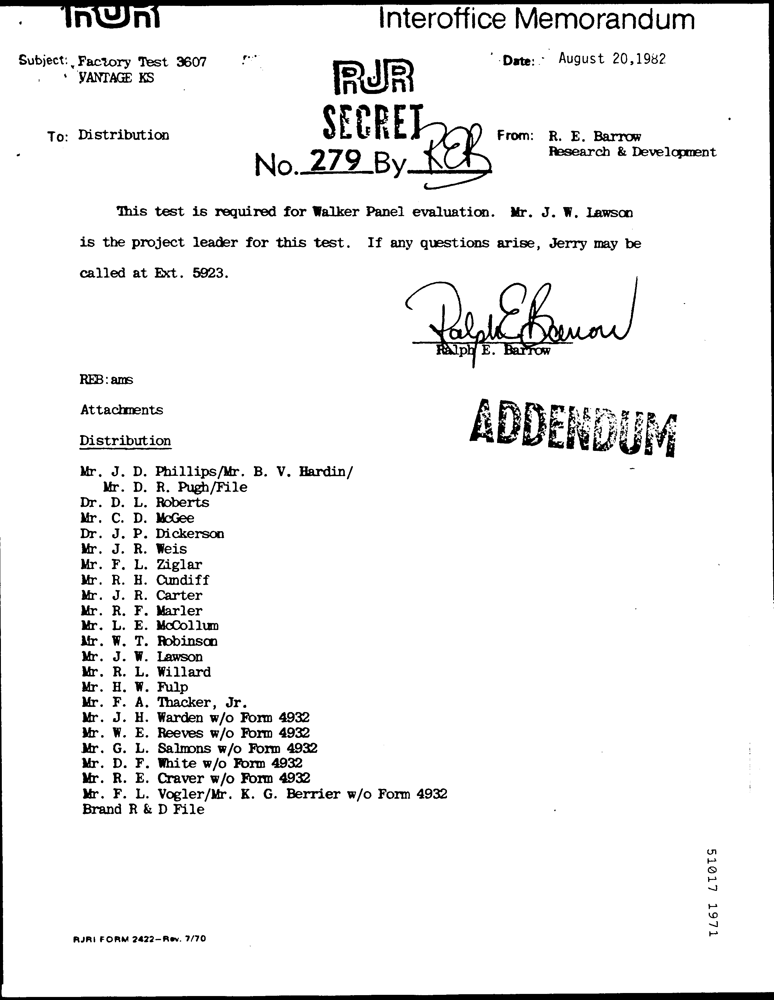 RJR
Interoffice Memorandum
Subject: Factory Test 3607
VANTAGE KS
Date: August 20,1982
RJR
SECRET
No. 279 By REB
To: Distribution
From: R. E. Barrow
Research & Development
This test is required for Walker Panel evaluation. Mr. J. W. Lawson
is the project leader for this test. If any questions arise, Jerry may be
called at Ext. 5923.
Ralph E Barrow
Ralph E. Barrow
REB:ams
Attachments
ADDENDUM
Distribution
Mr. J. D. Phillips/Mr. B. V. Hardin/
Mr. D. R. Pugh/File
Dr. D. L. Roberts
Mr. C. D. McGee
Dr. J. P. Dickerson
Mr. J. R. Weis
Mr. F. L. Ziglar
Mr. R. H. Cundiff
Mr. J. R. Carter
Mr. R. F. Marler
Mr. L. E. McCollum
Mr. W. T. Robinson
Mr. J. W. Lawson
Mr. R. L. Willard
Mr. H. W. Fulp
Mr. F. A. Thacker, Jr.
Mr. J. H. Warden w/o Form 4932
Mr. W. E. Reeves w/o Form 4932
Mr. G. L. Salmons w/o Form 4932
Mr. D. F. White w/o Form 4932
Mr. R. E. Craver w/o Form 4932
Mr. F. L. Vogler/Mr. K. G. Berrier w/o Form 4932
Brand R & D File
51017 1971
RJRI FORM 2422–Rev. 7/70